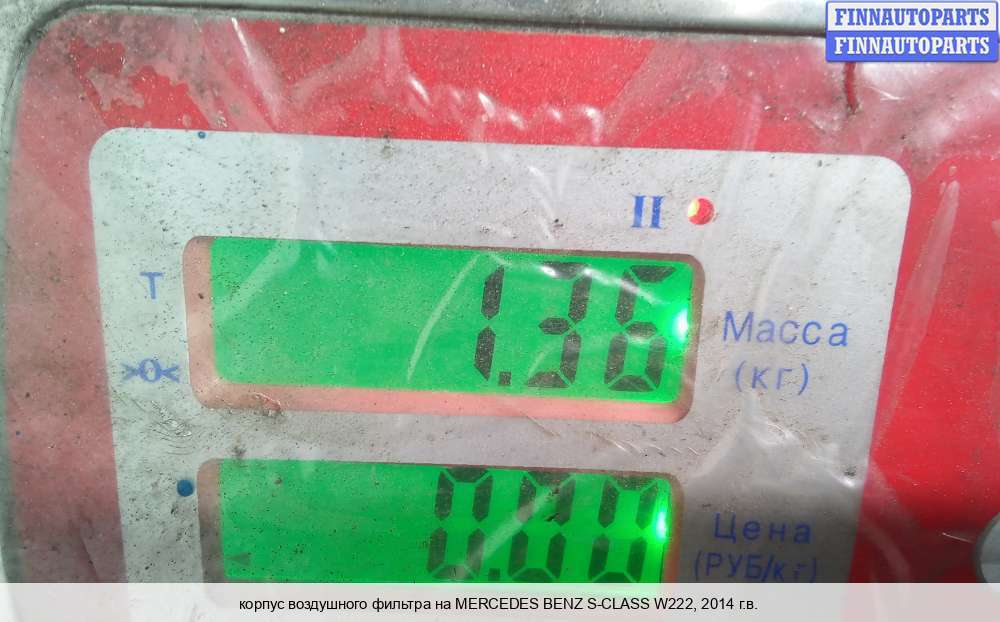 FINNAUTOPARTS
FINNAUTOPARTS
II
T
1.36
Масса
(кг)
>0<
0.00
Цена
(РУБ/кг)
корпус воздушного фильтра на MERCEDES BENZ S-CLASS W222, 2014 г.в.